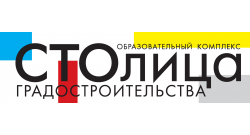 ОБРАЗОВАТЕЛЬНЫЙ КОМПЛЕКС
СТОлица
ГРАДОСТРОИТЕЛЬСТВА